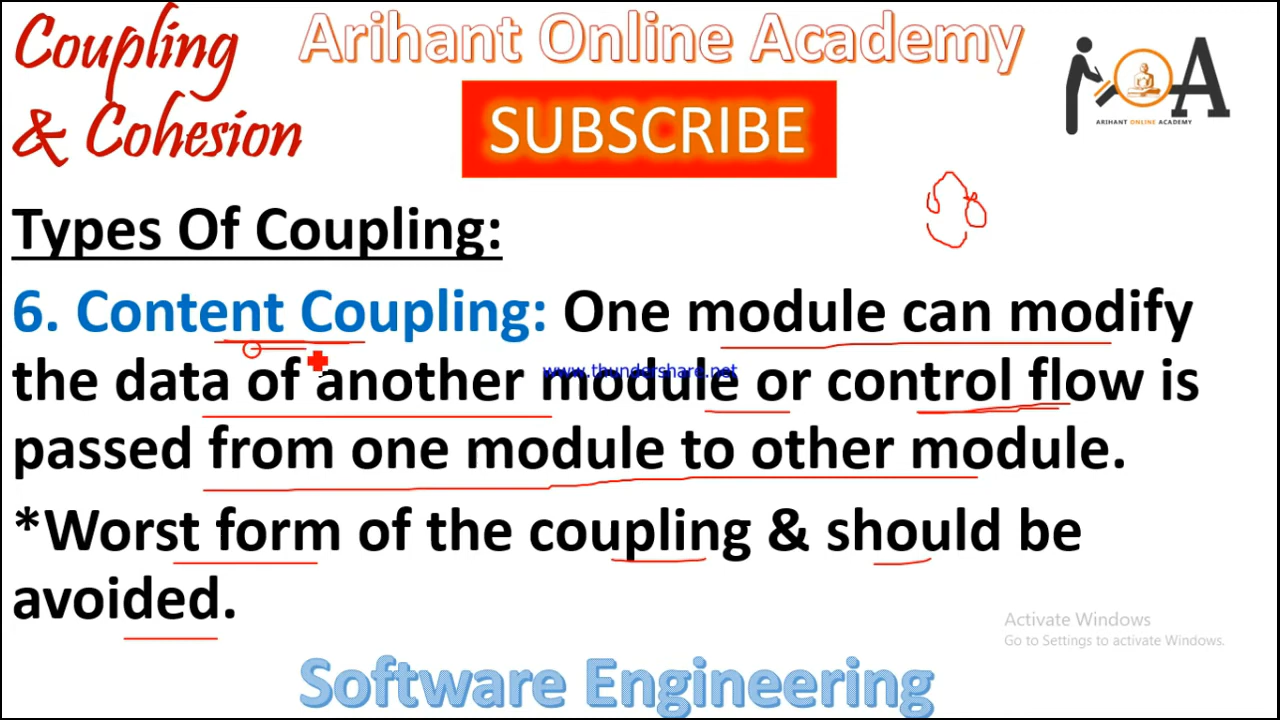 Coupling
& Cohesion
Arihant Online Academy
SUBSCRIBE
A
ARIHANT ONLINE ACADEMY
Types Of Coupling:
6. Content Coupling: One module can modify
the data of another module or control flow is
www.thundershare.net
passed from one module to other module.
*Worst form of the coupling & should be
avoided.
Activate Windows
Go to Settings to activate Windows.
Software Engineering